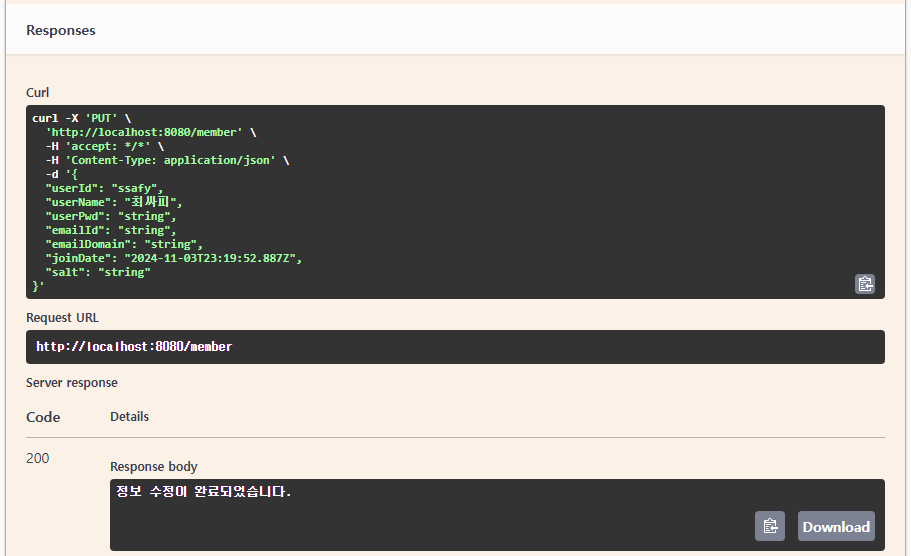 Responses
Curl
curl -X 'PUT' \
  'http://localhost:8080/member' \
  -H 'accept: */*' \
  -H 'Content-Type: application/json' \
  -d '{
  "userId": "ssafy",
  "userName": "최싸피",
  "userPwd": "string",
  "emailId": "string",
  "emailDomain": "string",
  "joinDate": "2024-11-03T23:19:52.887Z",
  "salt": "string"
}'
Request URL
http://localhost:8080/member
Server response
Code Details
200
Response body
정보 수정이 완료되었습니다.
Download